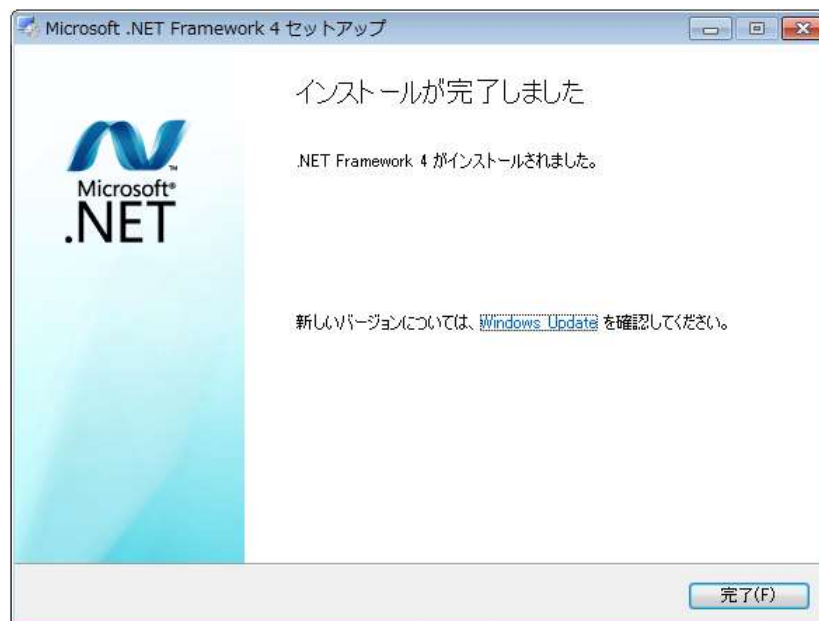 Microsoft .NET Framework 4 セットアップ
インストールが完了しました
.NET Framework 4 がインストールされました。
Microsoft®
.NET™
新しいバージョンについては、Windows Update を確認してください。
完了(F)